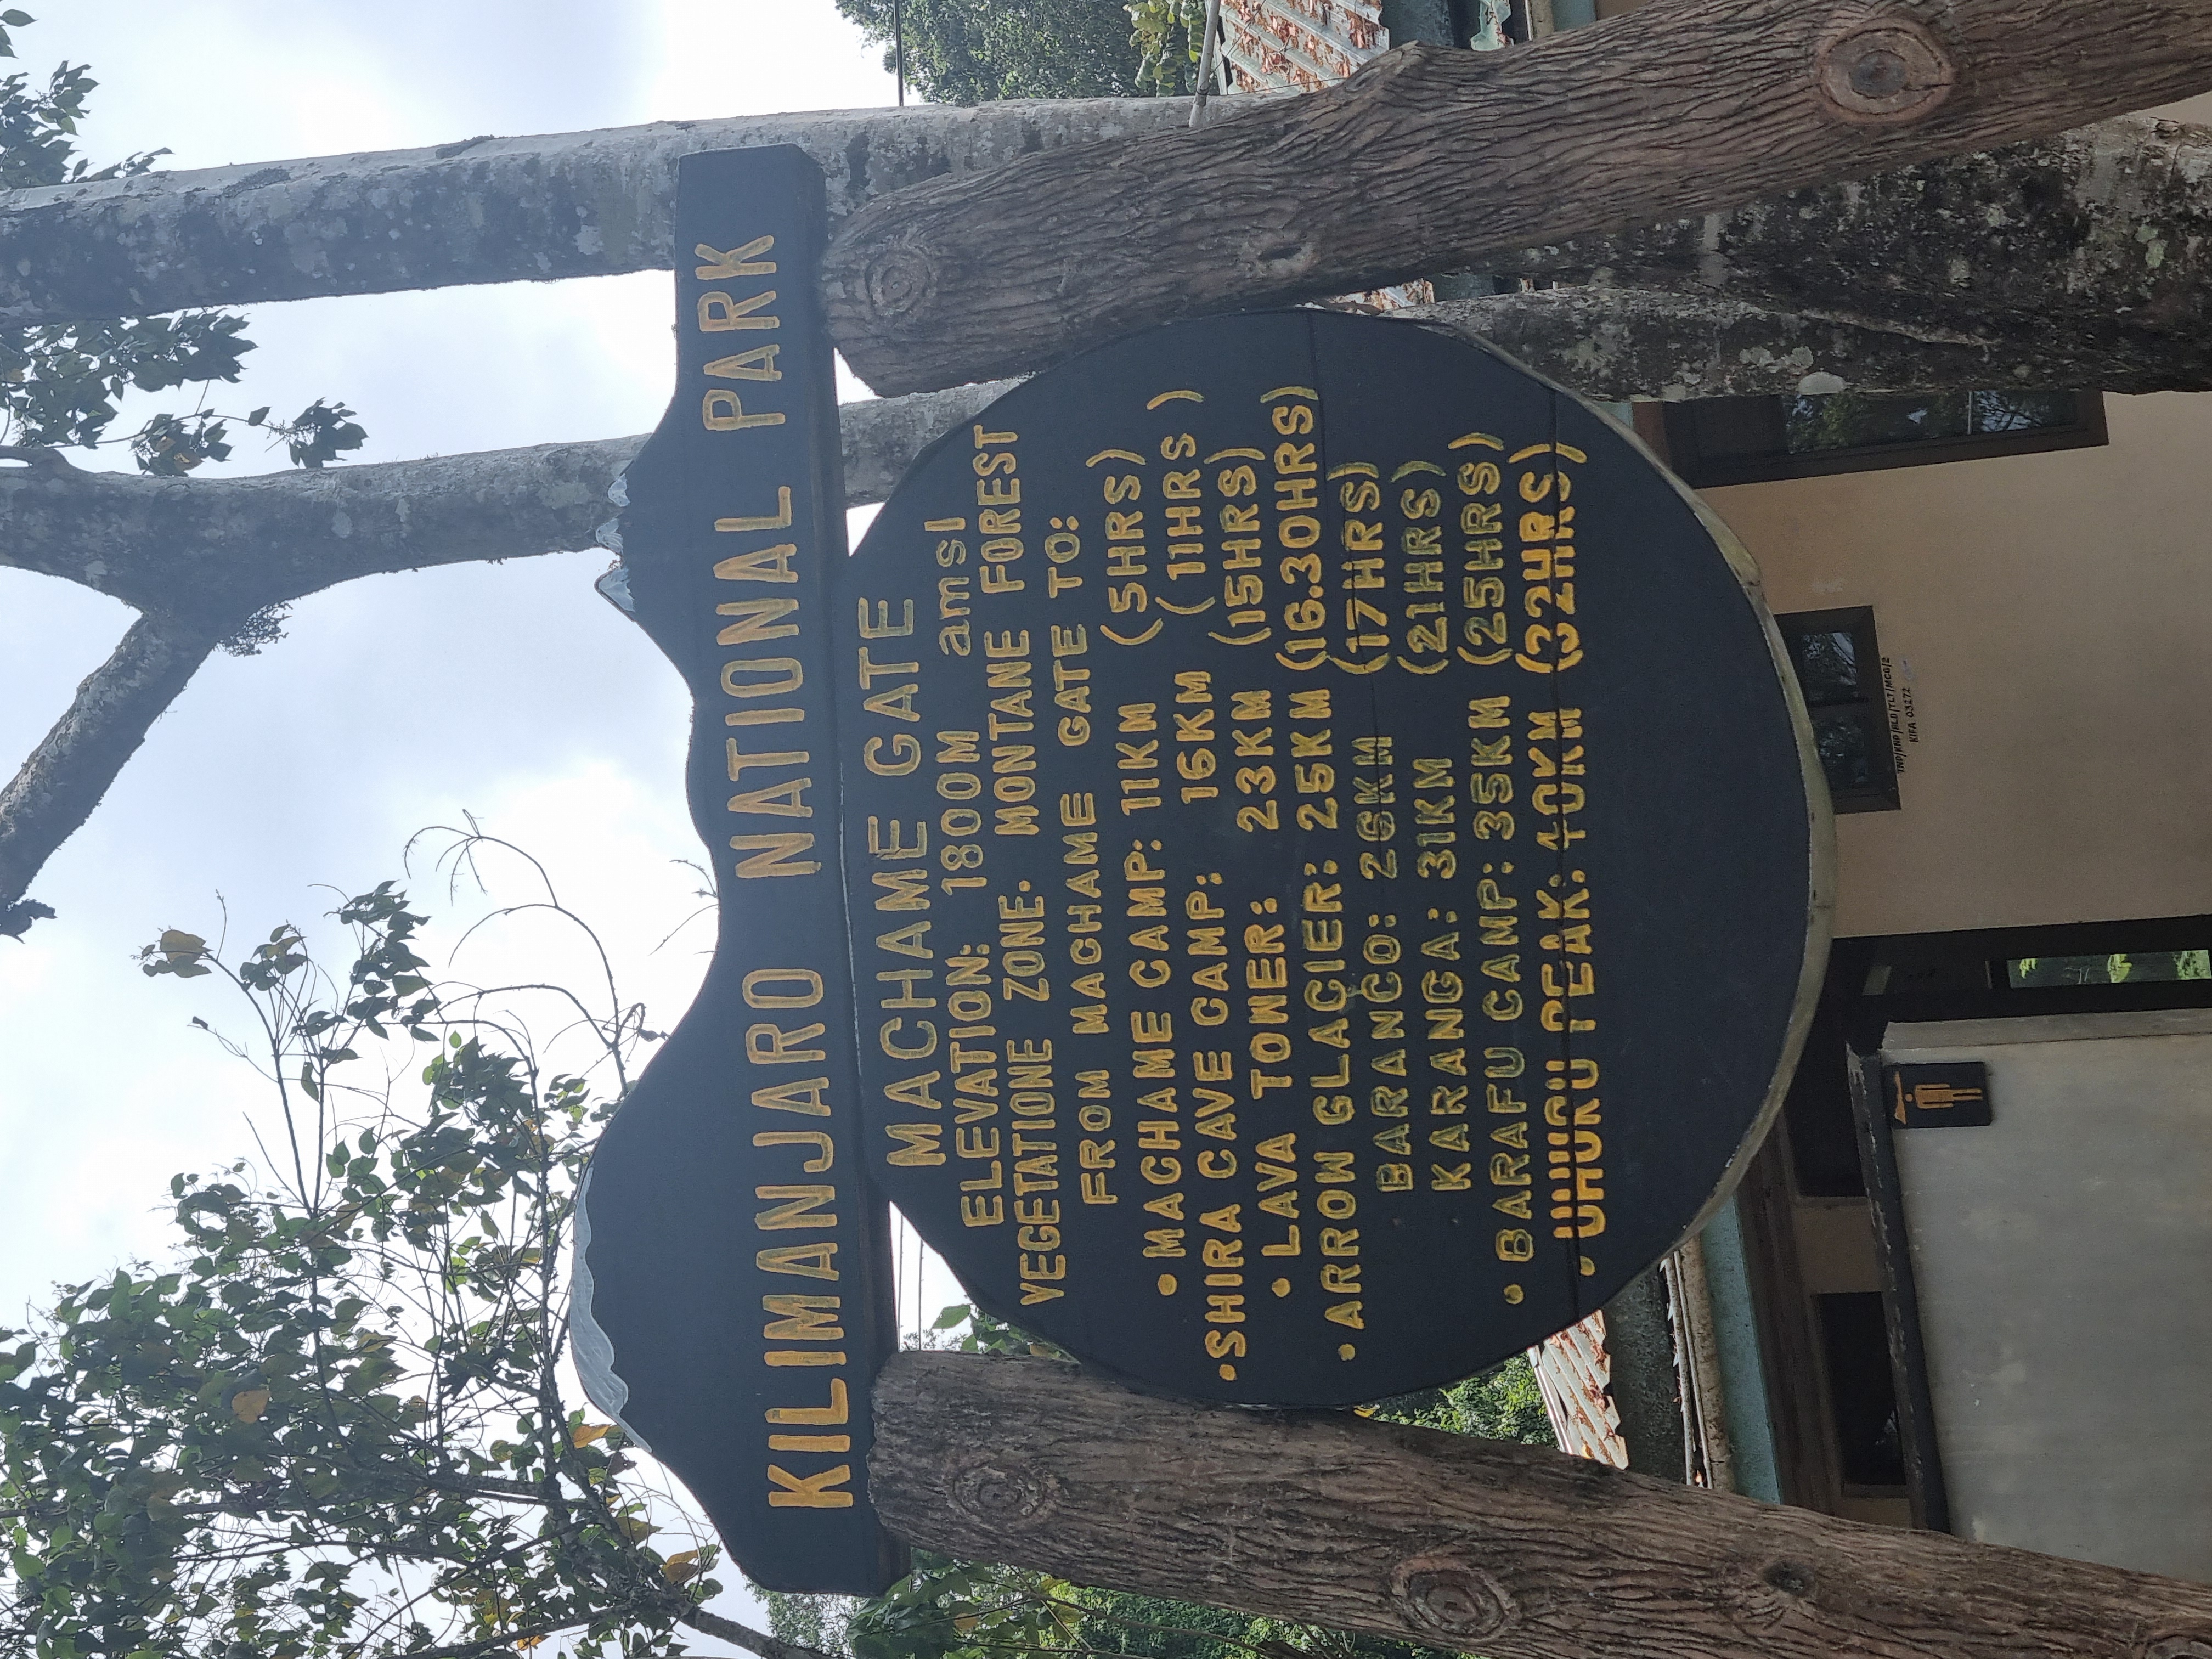 KILIMANJARO NATIONAL PARK
MACHAME GATE
ELEVATION: 1800M amsl
VEGETATIONE ZONE: MONTANE FOREST
FROM MACHAME GATE TO:
• MACHAME CAMP: 11KM (5HRS)
• SHIRA CAVE CAMP: 16KM (11HRS)
• LAVA TOWER: 23KM (15HRS)
• ARROW GLACIER: 25KM (16.30HRS)
BARANCO: 26KM (17HRS)
KARANGA: 31KM (21HRS)
• BARAFU CAMP: 35KM (25HRS)
• UHURU PEAK: 40KM (32HRS)
KIFA 03272